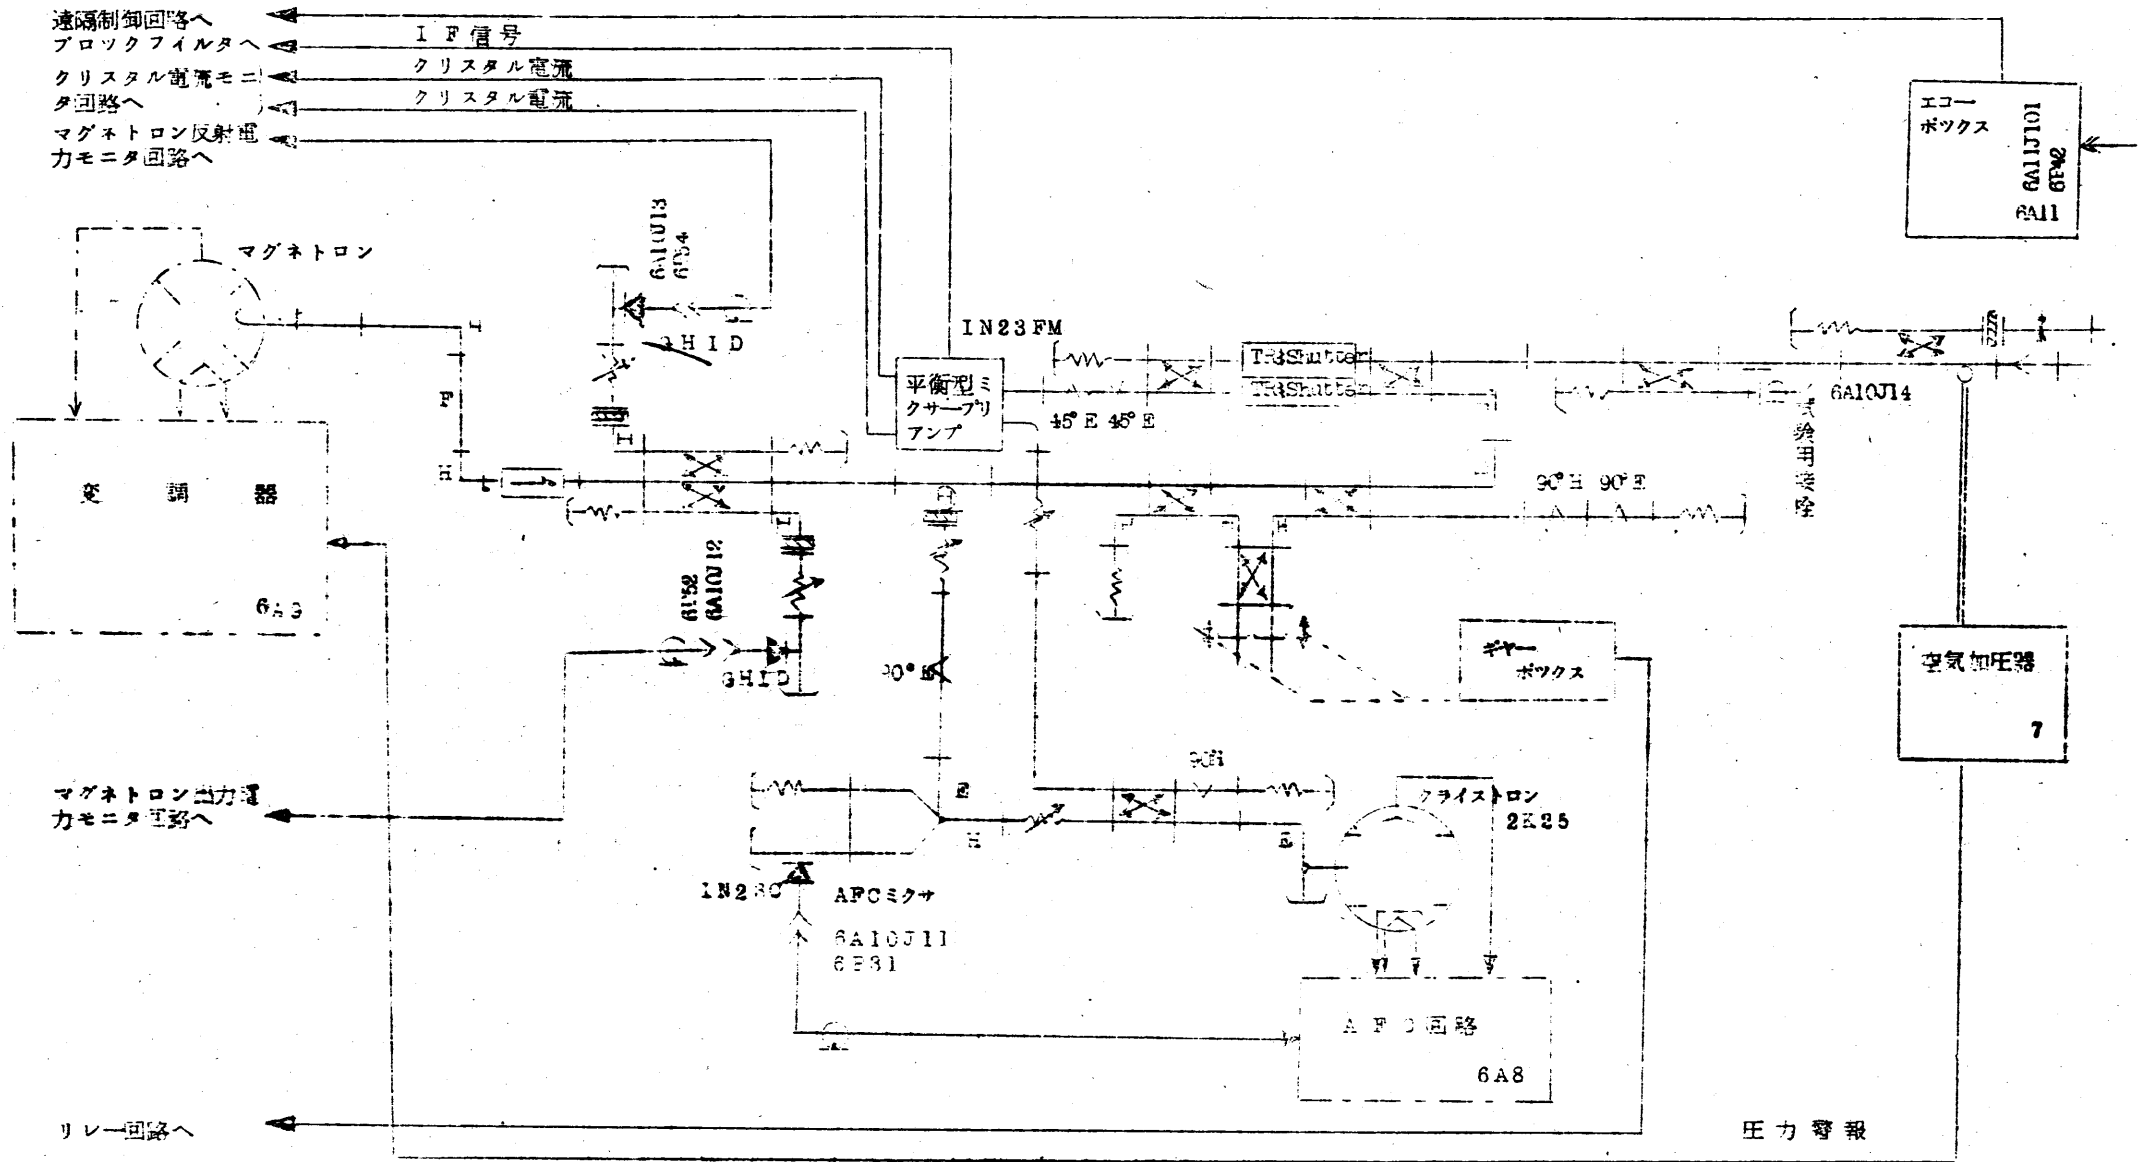 遠隔制御回路へ
ブロックフィルタヘ
IF信号
クリスタル電流モニ
クリスタル電流
タ回路へ
クリスタル電流
マグネトロン反射電
力モニタ回路へ
エコー
ボックス
6A11J101
6P42
6A11
マグネトロン
6A10J13
6P54
GHID
IN23FM
TR&Shutter
TR&Shutter
平衡型ミ
クサープリ
アンプ
45°E 45°E
6A10J14
試験用接栓
E
H
変調器
6A9
90°H 90°E
6P52
6A10J12
GHID
90°E
ギヤー
ボックス
空気加圧器
7
マグネトロン出力電
力モニタ回路へ
90H
E
H
E
クライストロン
2K25
IN23C
AFCミクサ
6A10J11
6P31
AFC回路
6A8
リレー回路へ
圧力警報